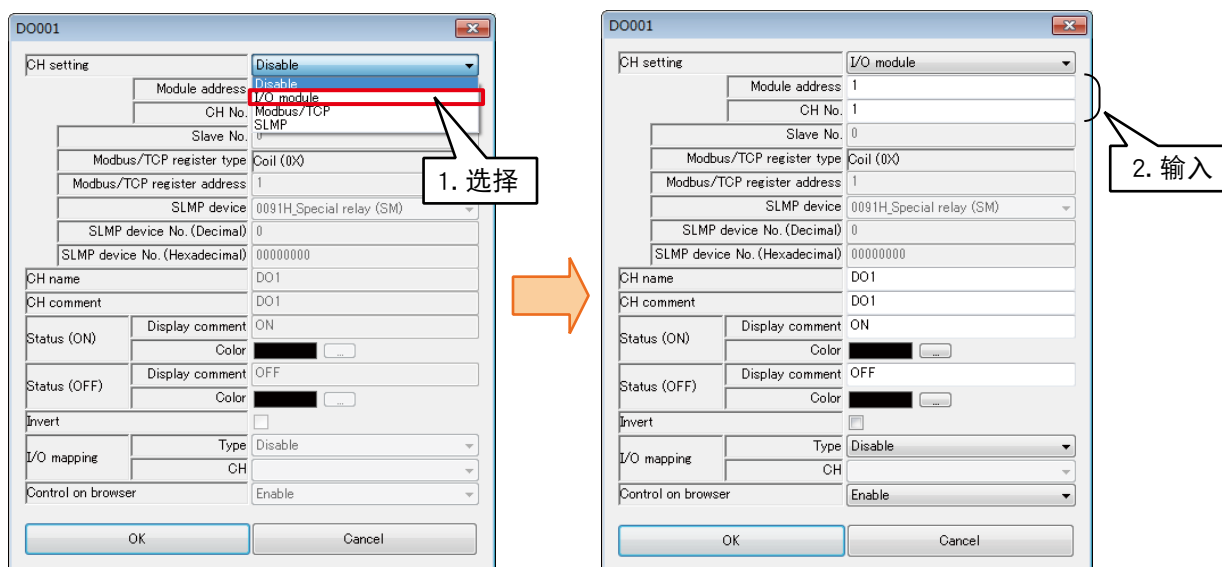 DO001
CH setting Disable
Disable
Module address I/O module
CH No. Modbus/TCP
SLMP
Slave No. 0
Modbus/TCP register type Coil (0X)
Modbus/TCP register address 1
SLMP device 0091H_Special relay (SM)
SLMP device No. (Decimal) 0
SLMP device No. (Hexadecimal) 00000000
CH name DO1
CH comment DO1
Status (ON) Display comment ON
Color ...
Status (OFF) Display comment OFF
Color ...
Invert
I/O mapping Type Disable
CH
Control on browser Enable
OK Cancel
1. 选择
DO001
CH setting I/O module
Module address 1
CH No. 1
Slave No. 0
Modbus/TCP register type Coil (0X)
Modbus/TCP register address 1
SLMP device 0091H_Special relay (SM)
SLMP device No. (Decimal) 0
SLMP device No. (Hexadecimal) 00000000
CH name DO1
CH comment DO1
Status (ON) Display comment ON
Color ...
Status (OFF) Display comment OFF
Color ...
Invert
I/O mapping Type Disable
CH
Control on browser Enable
OK Cancel
2. 输入